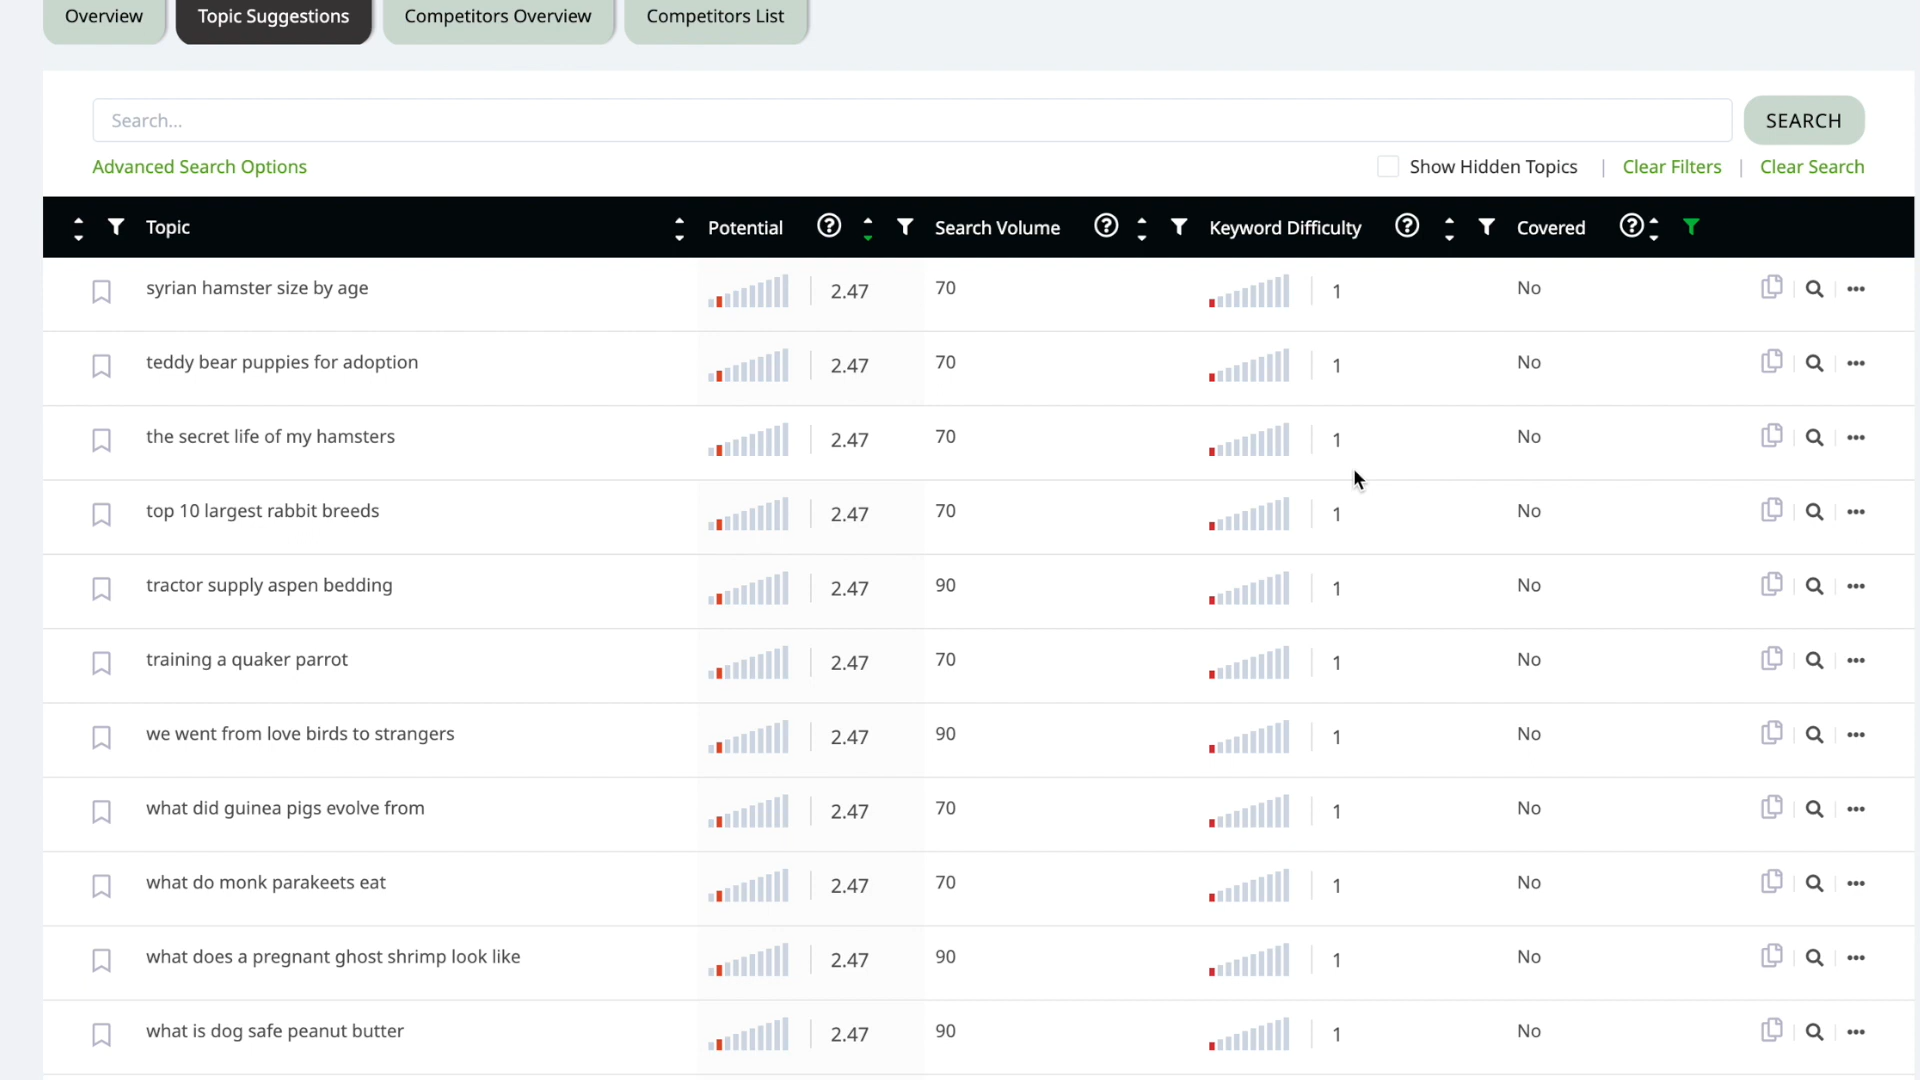 Overview Topic Suggestions Competitors Overview Competitors List
Search... SEARCH
Advanced Search Options Show Hidden Topics | Clear Filters | Clear Search
Topic Potential ? Search Volume ? Keyword Difficulty ? Covered ?
syrian hamster size by age 2.47 70 1 No
teddy bear puppies for adoption 2.47 70 1 No
the secret life of my hamsters 2.47 70 1 No
top 10 largest rabbit breeds 2.47 70 1 No
tractor supply aspen bedding 2.47 90 1 No
training a quaker parrot 2.47 70 1 No
we went from love birds to strangers 2.47 90 1 No
what did guinea pigs evolve from 2.47 70 1 No
what do monk parakeets eat 2.47 70 1 No
what does a pregnant ghost shrimp look like 2.47 90 1 No
what is dog safe peanut butter 2.47 90 1 No